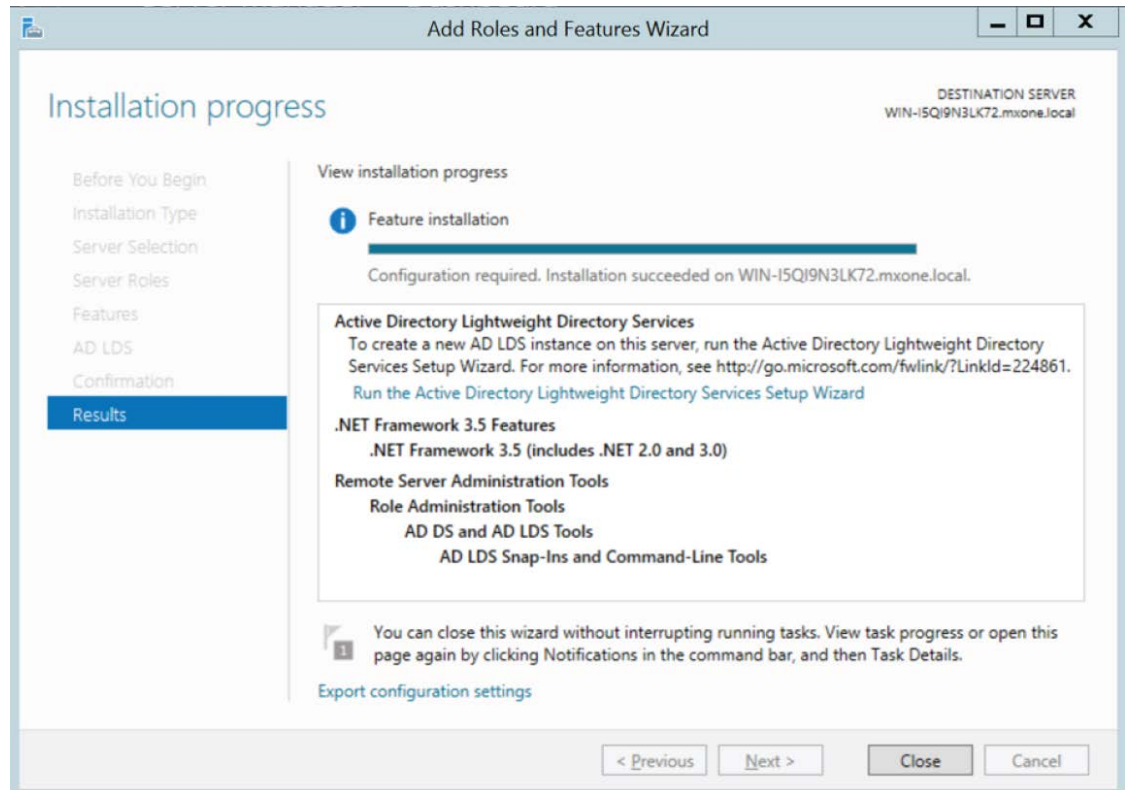 Add Roles and Features Wizard
Installation progress
DESTINATION SERVER
WIN-I5QI9N3LK72.mxone.local
Before You Begin
Installation Type
Server Selection
Server Roles
Features
AD LDS
Confirmation
Results
View installation progress
Feature installation
Configuration required. Installation succeeded on WIN-I5QI9N3LK72.mxone.local.
Active Directory Lightweight Directory Services
To create a new AD LDS instance on this server, run the Active Directory Lightweight Directory
Services Setup Wizard. For more information, see http://go.microsoft.com/fwlink/?LinkId=224861.
Run the Active Directory Lightweight Directory Services Setup Wizard
.NET Framework 3.5 Features
.NET Framework 3.5 (includes .NET 2.0 and 3.0)
Remote Server Administration Tools
Role Administration Tools
AD DS and AD LDS Tools
AD LDS Snap-Ins and Command-Line Tools
1
You can close this wizard without interrupting running tasks. View task progress or open this
page again by clicking Notifications in the command bar, and then Task Details.
Export configuration settings
< Previous
Next >
Close
Cancel